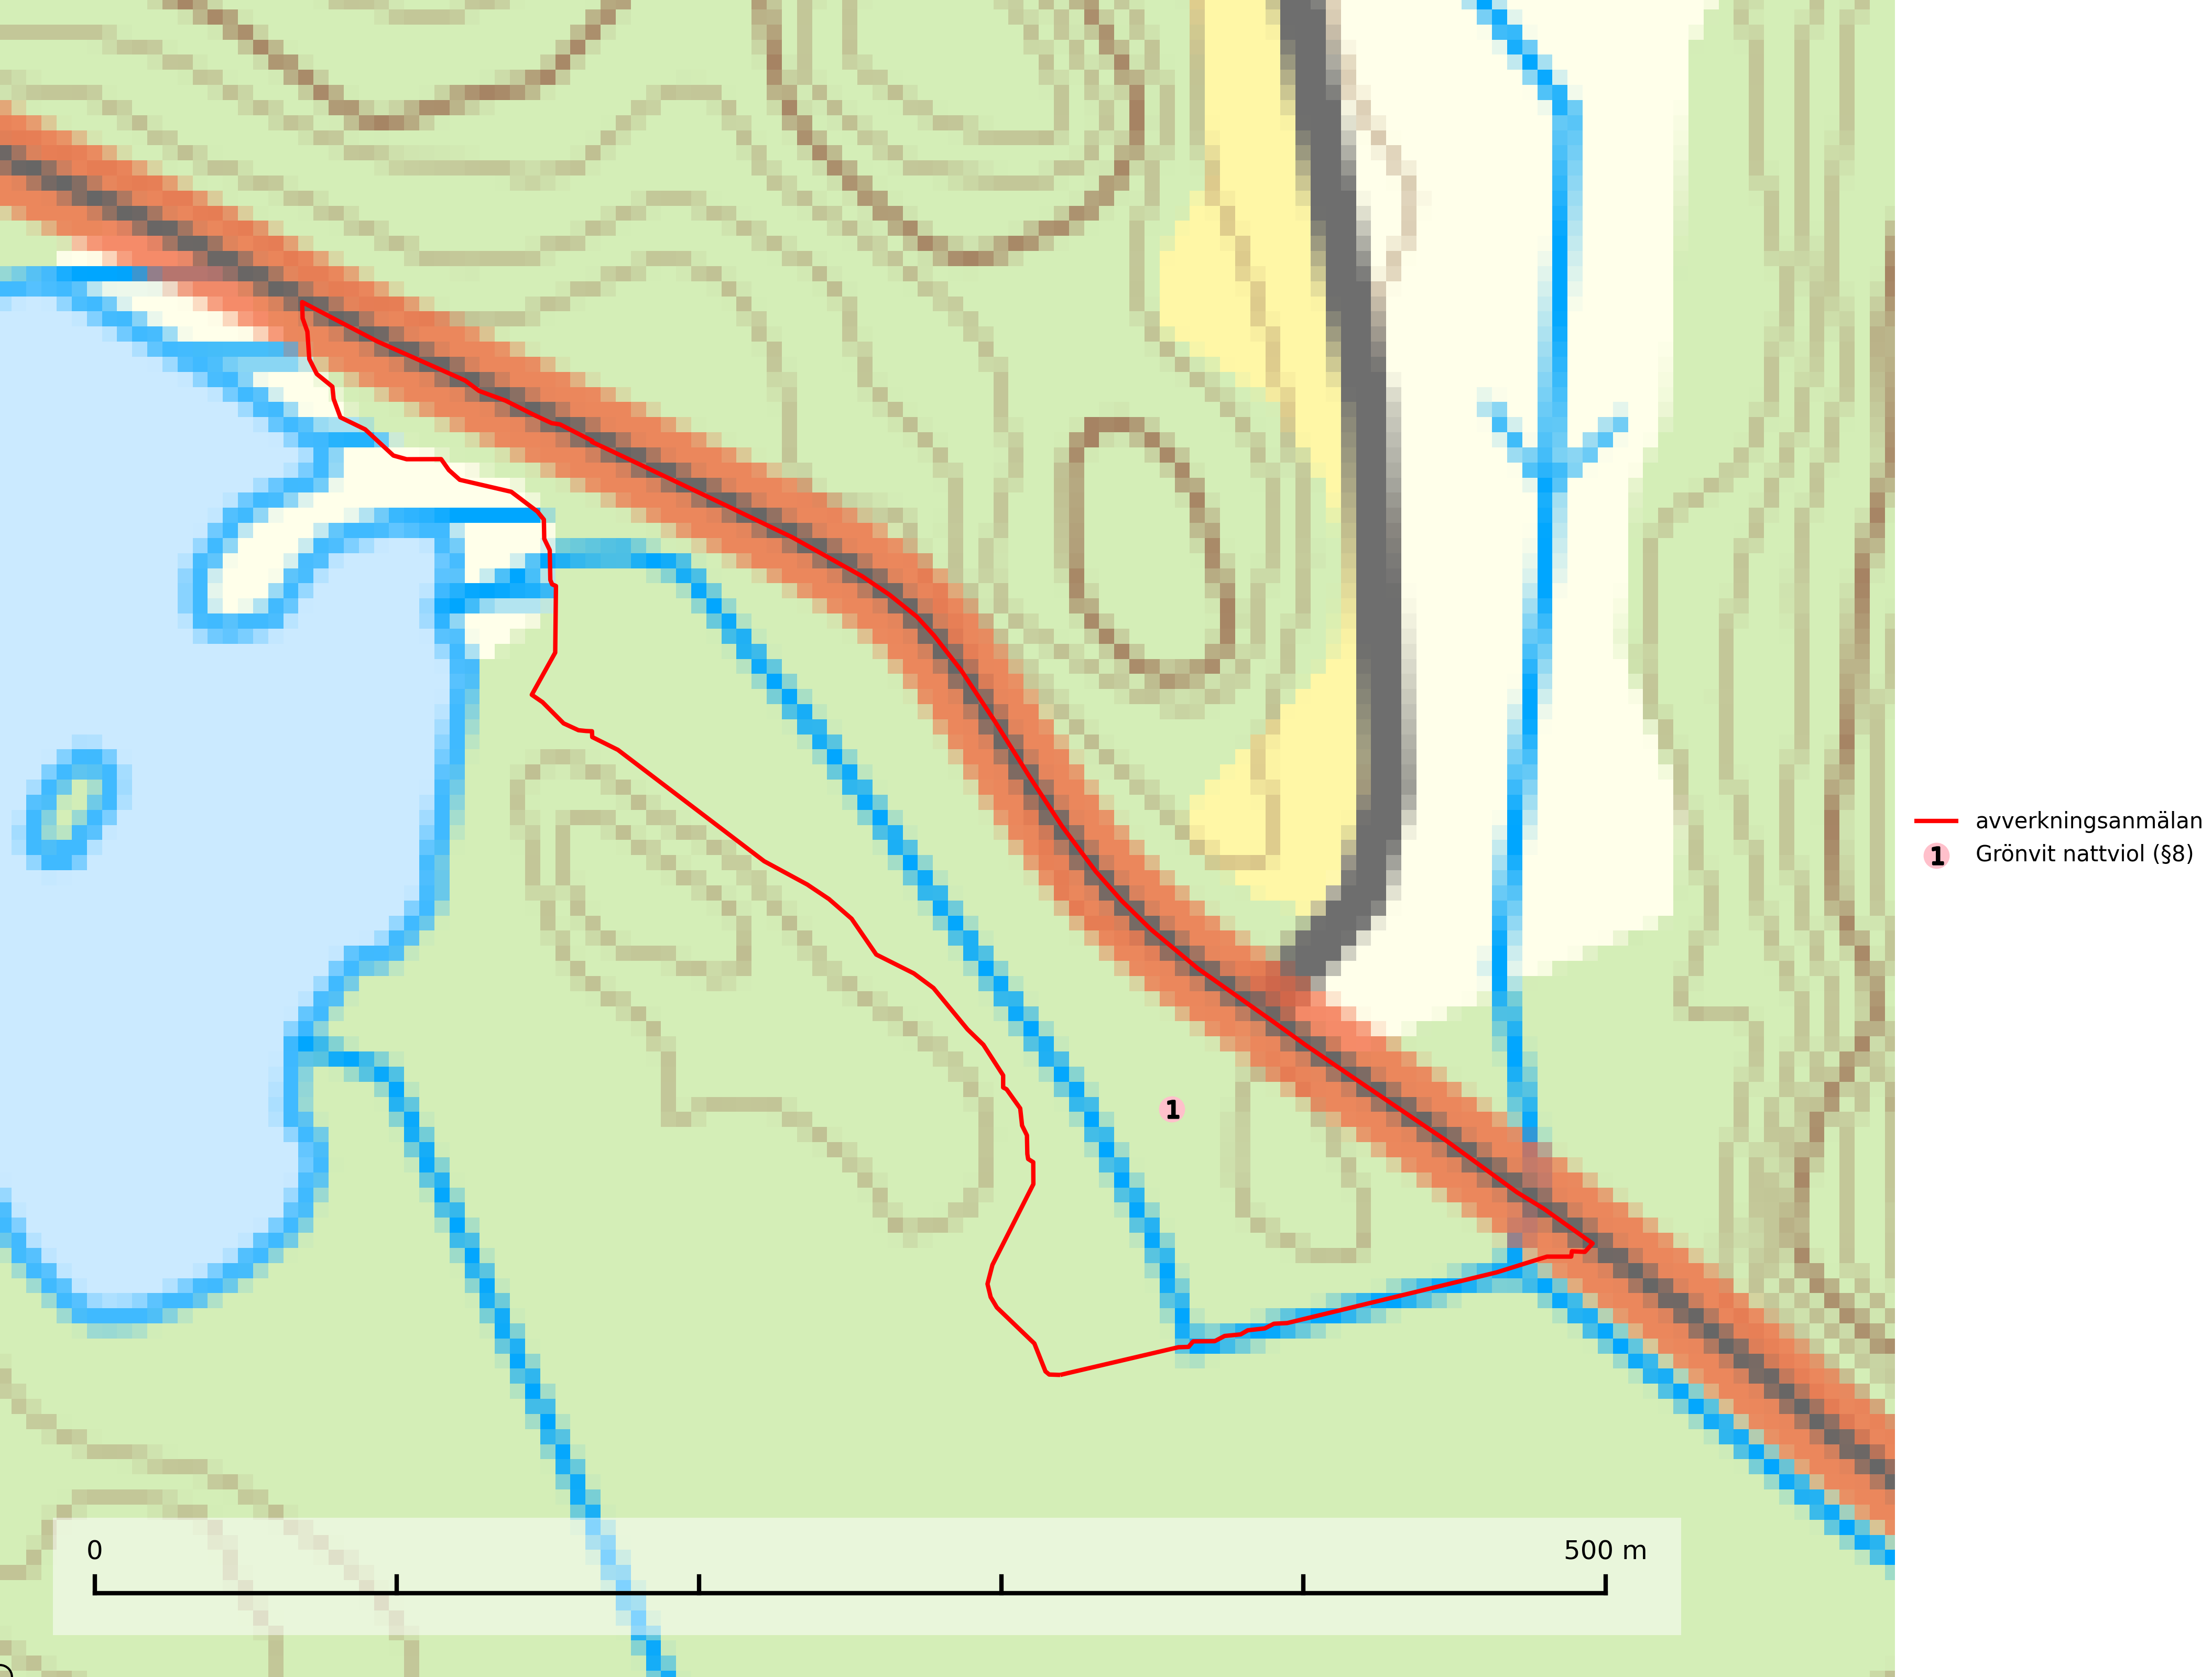 avverkningsanmälan
1 Grönvit nattviol (§8)
1
0 500 m